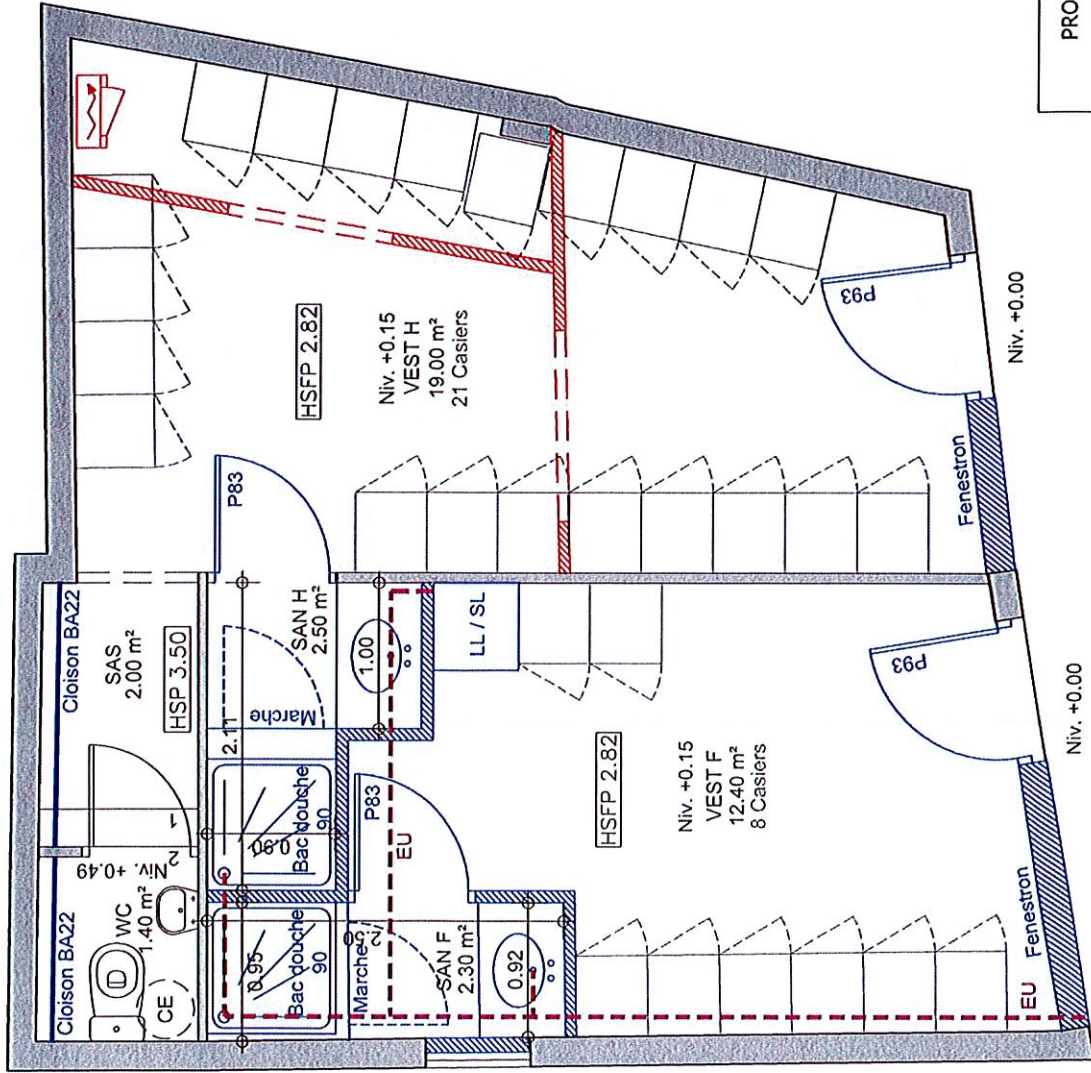 PRO
Cloison BA22
SAS
2.00 m²
HSP 3.50
Cloison BA22
WC
1.40 m²
Niv. +0.49
1
2
CE
P83
SAN H
2.50 m²
Marche
2.11
1.00
Bac douche
90
0.90
Bac douche
90
0.95
P83
EU
Marche
2.50
SAN F
2.30 m²
0.92
LL / SL
HSFP 2.82
Niv. +0.15
VEST H
19.00 m²
21 Casiers
HSFP 2.82
Niv. +0.15
VEST F
12.40 m²
8 Casiers
P93
Fenestron
Niv. +0.00
P93
Fenestron
Niv. +0.00
EU